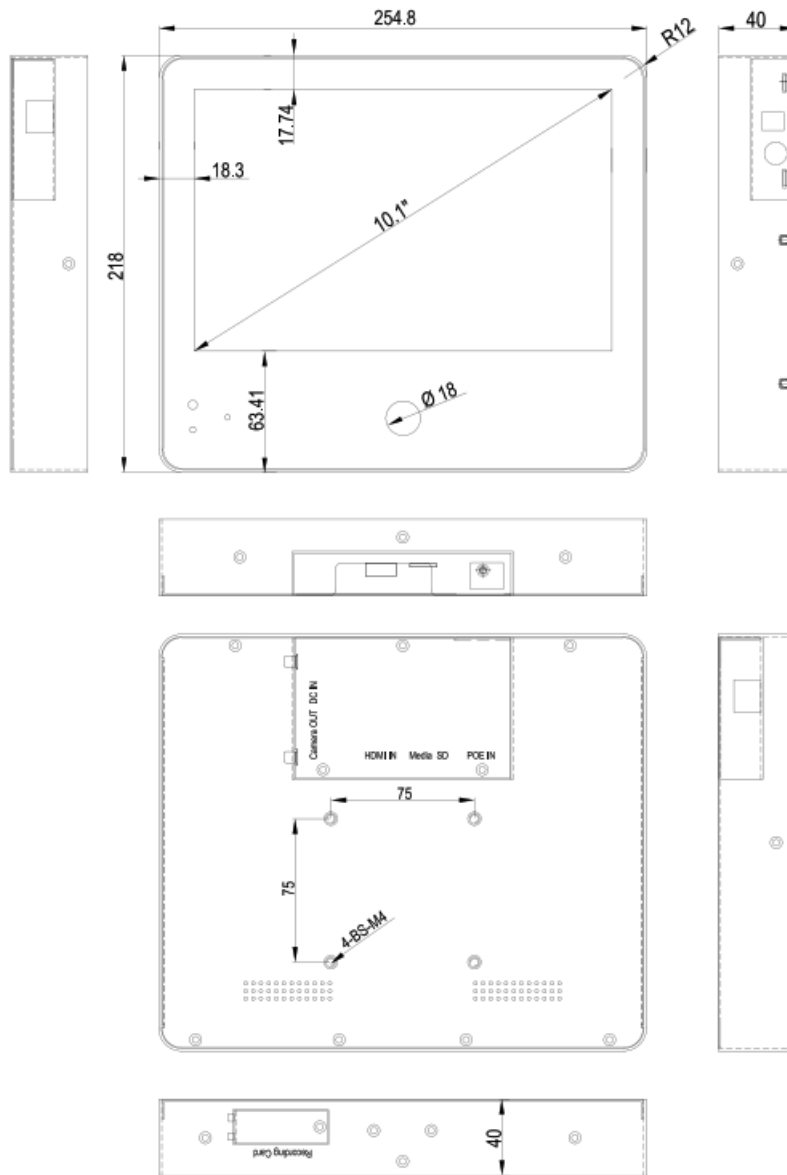 254.8
40
R12
17.74
18.3
10.1"
218
63.41
Ø 18
Camera OUT DC IN
HDMI IN Media SD POE IN
75
75
4-BS-M4
40
Recording Card